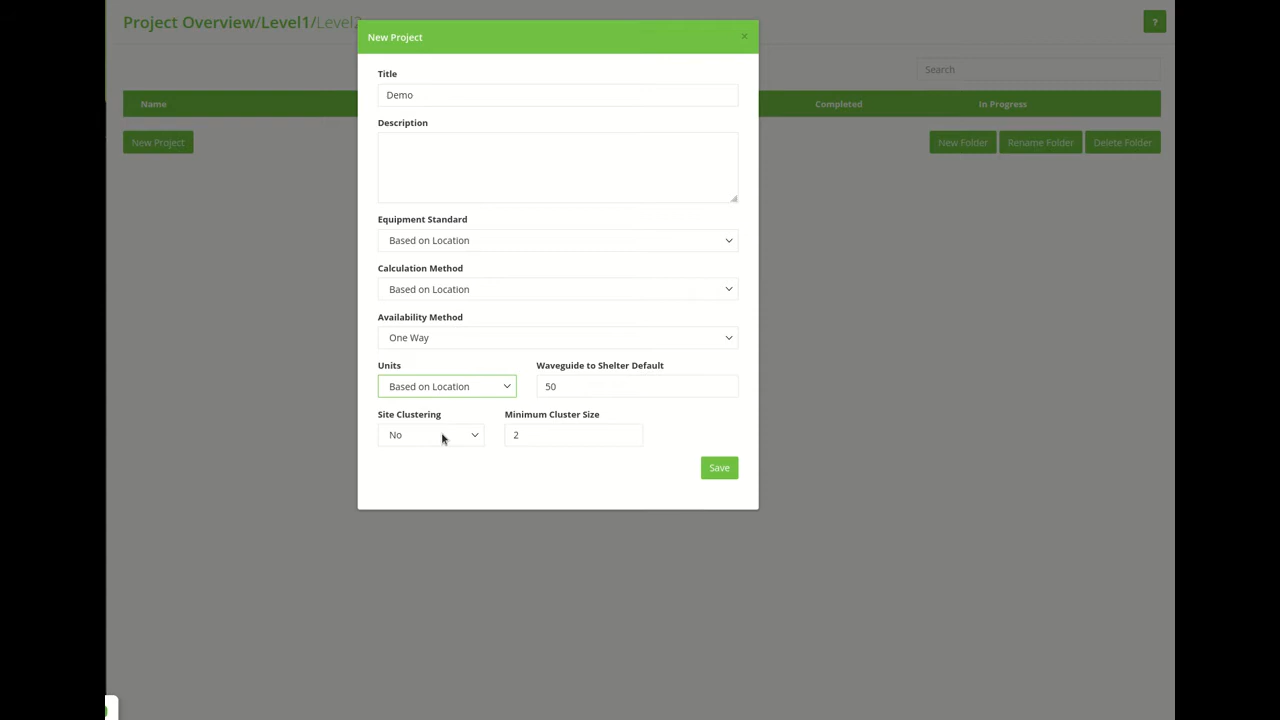 Project Overview/Level1/Level2
?
New Project
×
Title
Demo
Search
Name
Completed
In Progress
Description
New Project
New Folder
Rename Folder
Delete Folder
Equipment Standard
Based on Location
Calculation Method
Based on Location
Availability Method
One Way
Units
Waveguide to Shelter Default
Based on Location
50
Site Clustering
Minimum Cluster Size
No
2
Save